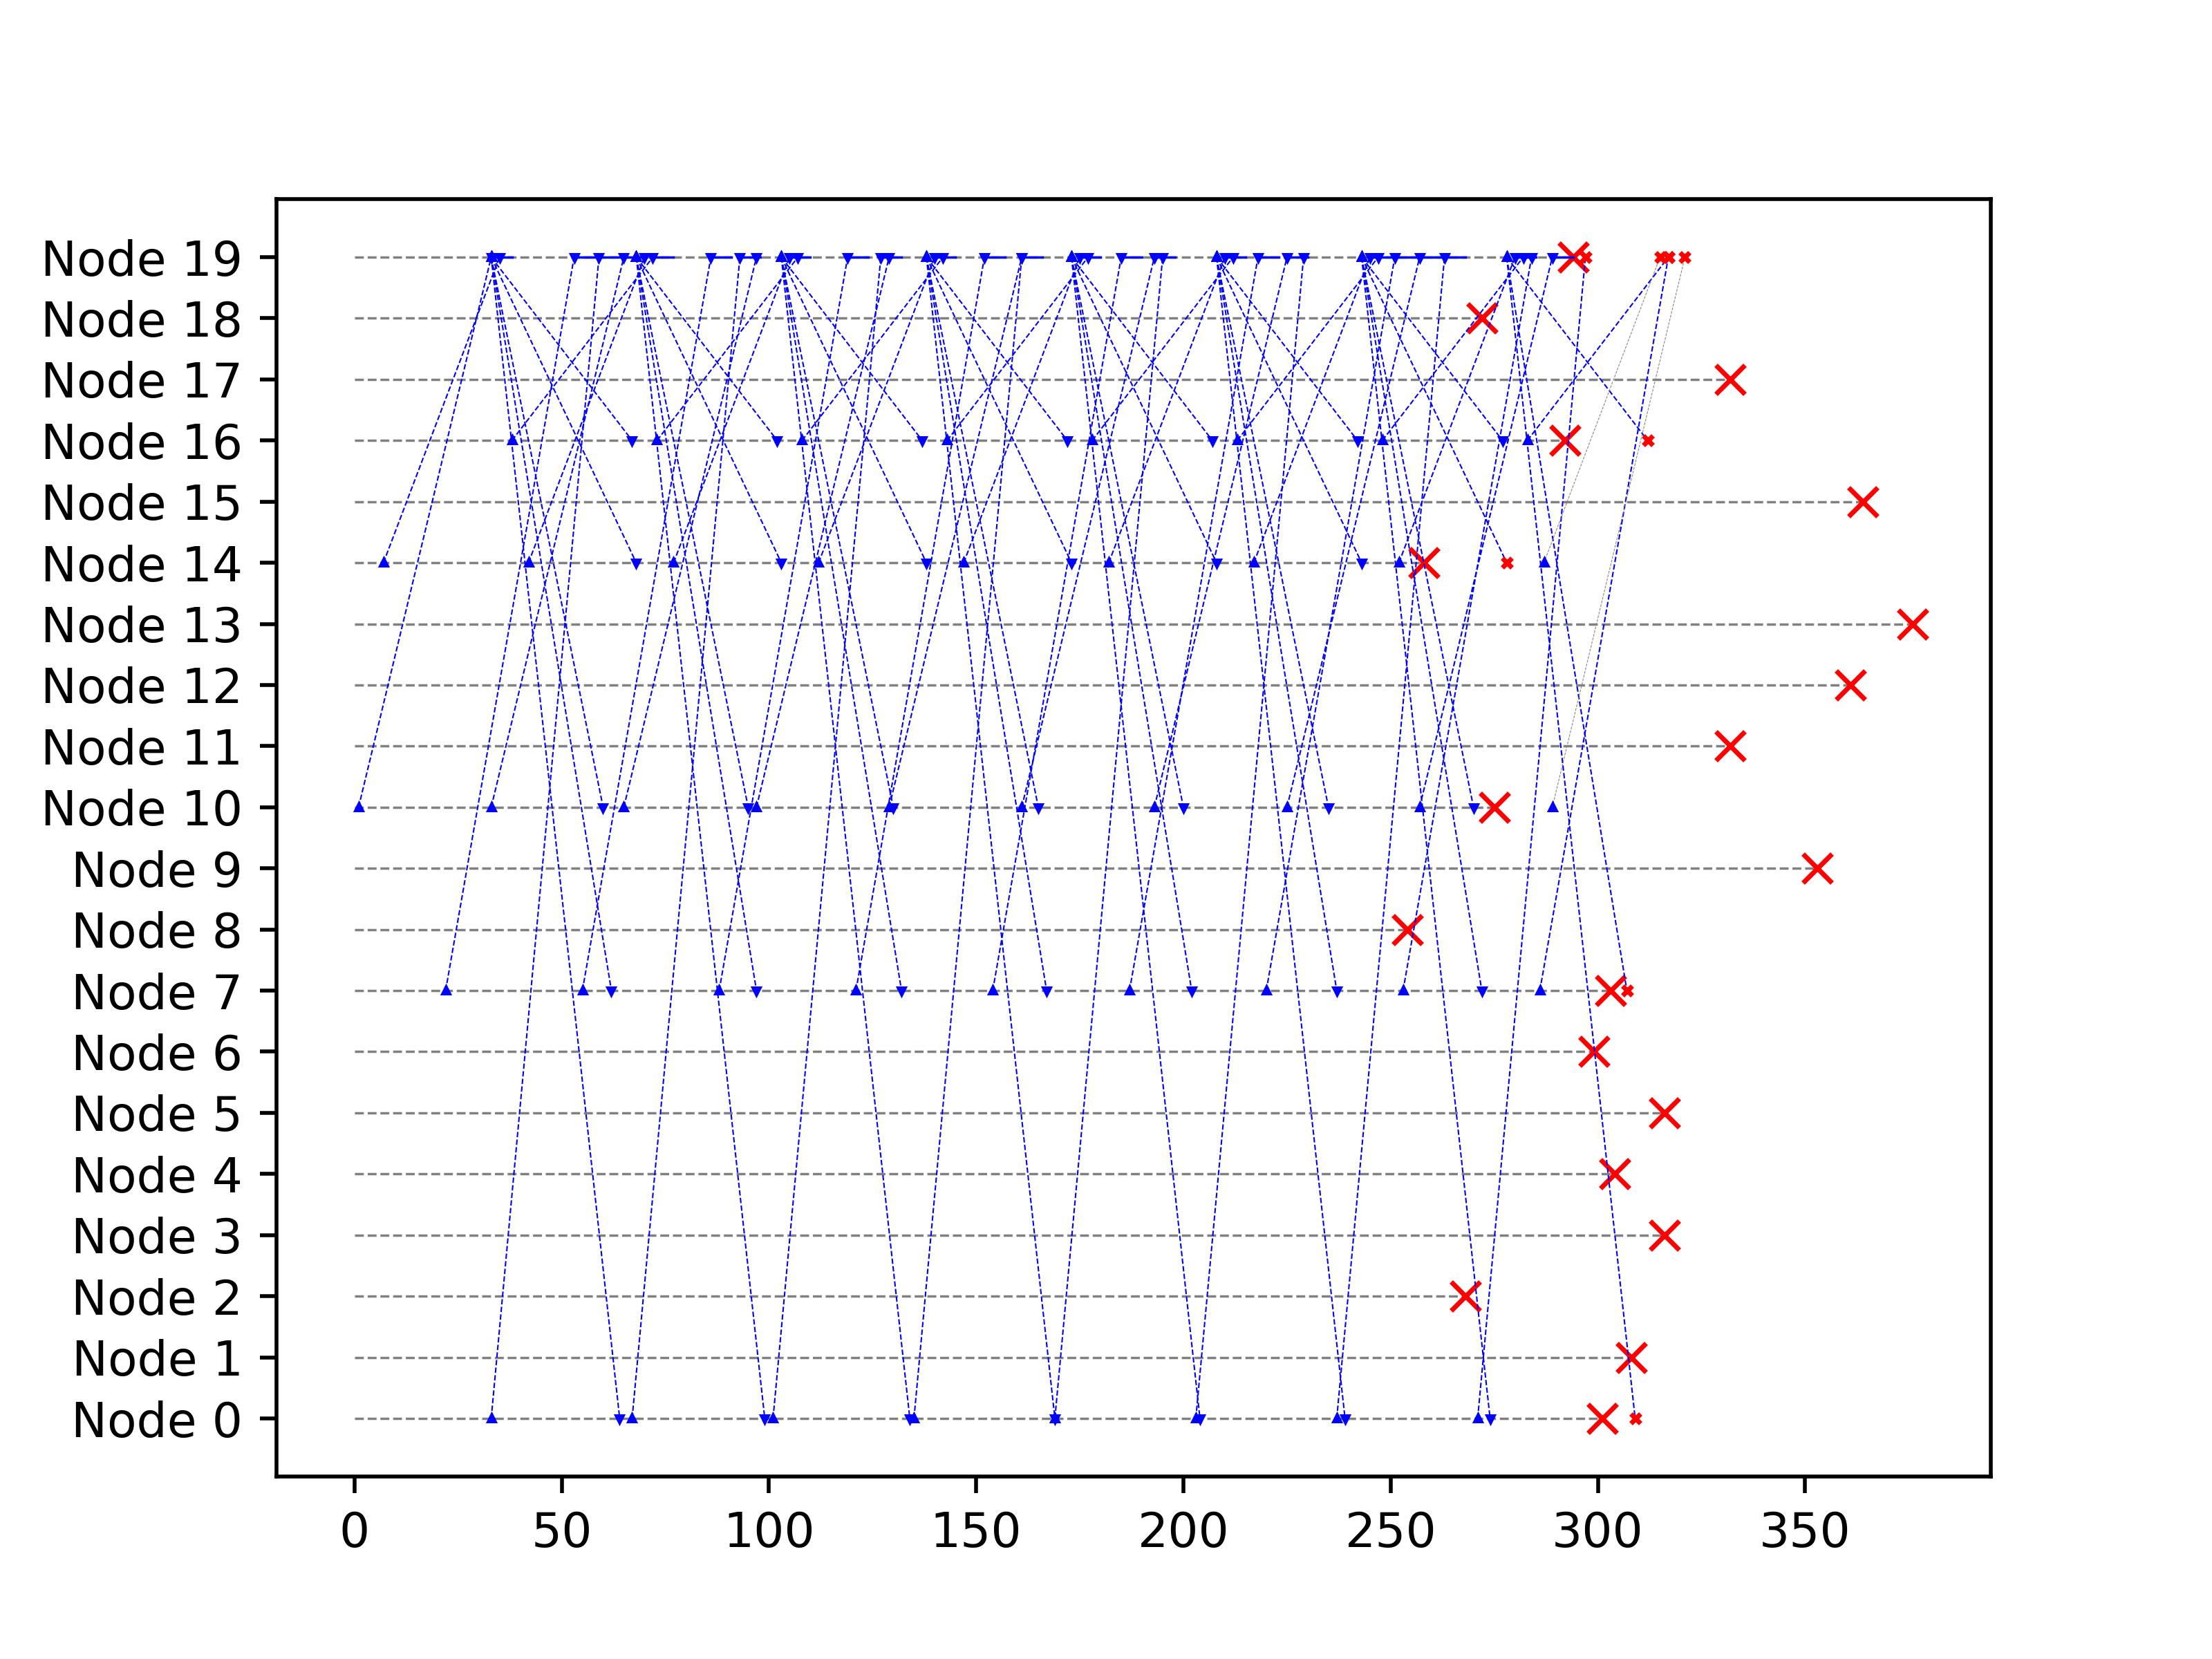 Node 19
Node 18
Node 17
Node 16
Node 15
Node 14
Node 13
Node 12
Node 11
Node 10
Node 9
Node 8
Node 7
Node 6
Node 5
Node 4
Node 3
Node 2
Node 1
Node 0
0 50 100 150 200 250 300 350